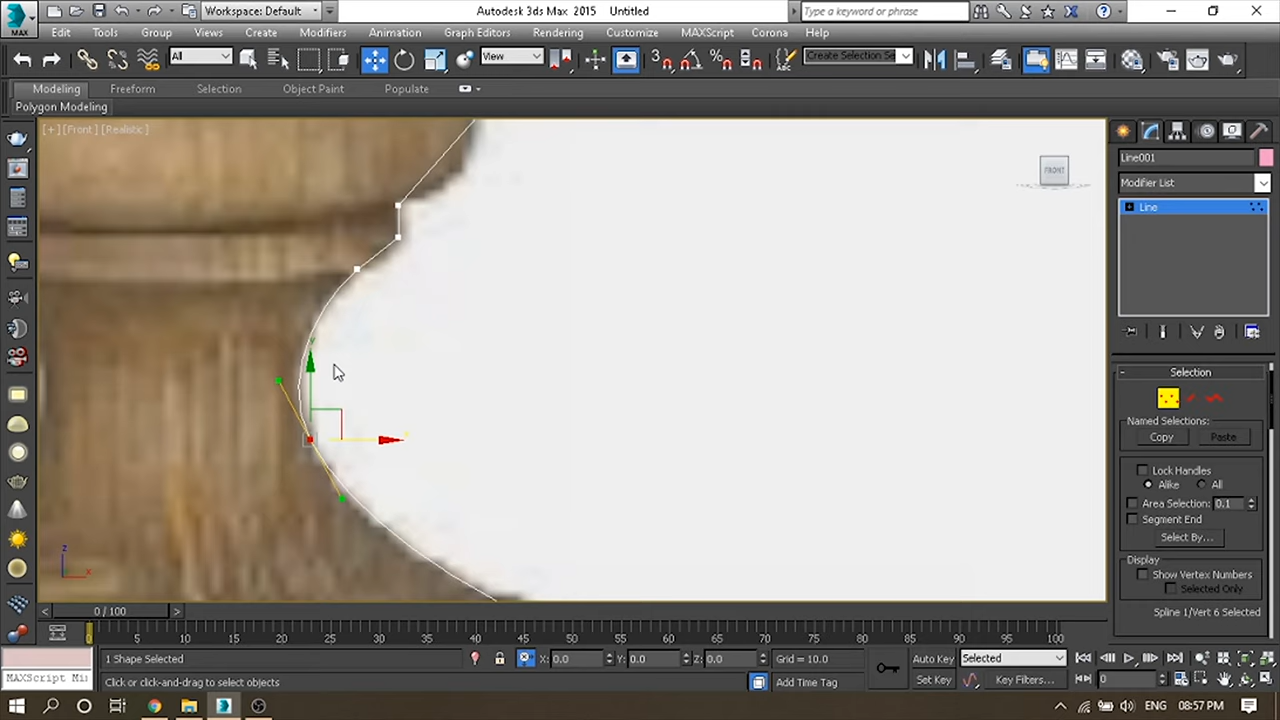 MAX
Workspace: Default
Autodesk 3ds Max 2015 Untitled
Type a keyword or phrase
Edit Tools Group Views Create Modifiers Animation Graph Editors Rendering Customize MAXScript Corona Help
All
View
3
Create Selection Se
Modeling Freeform Selection Object Paint Populate
Polygon Modeling
[+] [Front] [Realistic]
FRONT
Line001
Modifier List
Line
Selection
Named Selections:
Copy Paste
Lock Handles
Alike All
Area Selection: 0.1
Segment End
Select By...
Display
Show Vertex Numbers
Selected Only
Spline 1/Vert 6 Selected
z
x
0 / 100
0 5 10 15 20 25 30 35 40 45 50 55 60 65 70 75 80 85 90 95 100
1 Shape Selected X: 0.0 Y: 0.0 Z: 0.0 Grid = 10.0 Auto Key Selected
MAXScript Mi
Click or click-and-drag to select objects Add Time Tag Set Key Key Filters... 0
ENG 08:57 PM